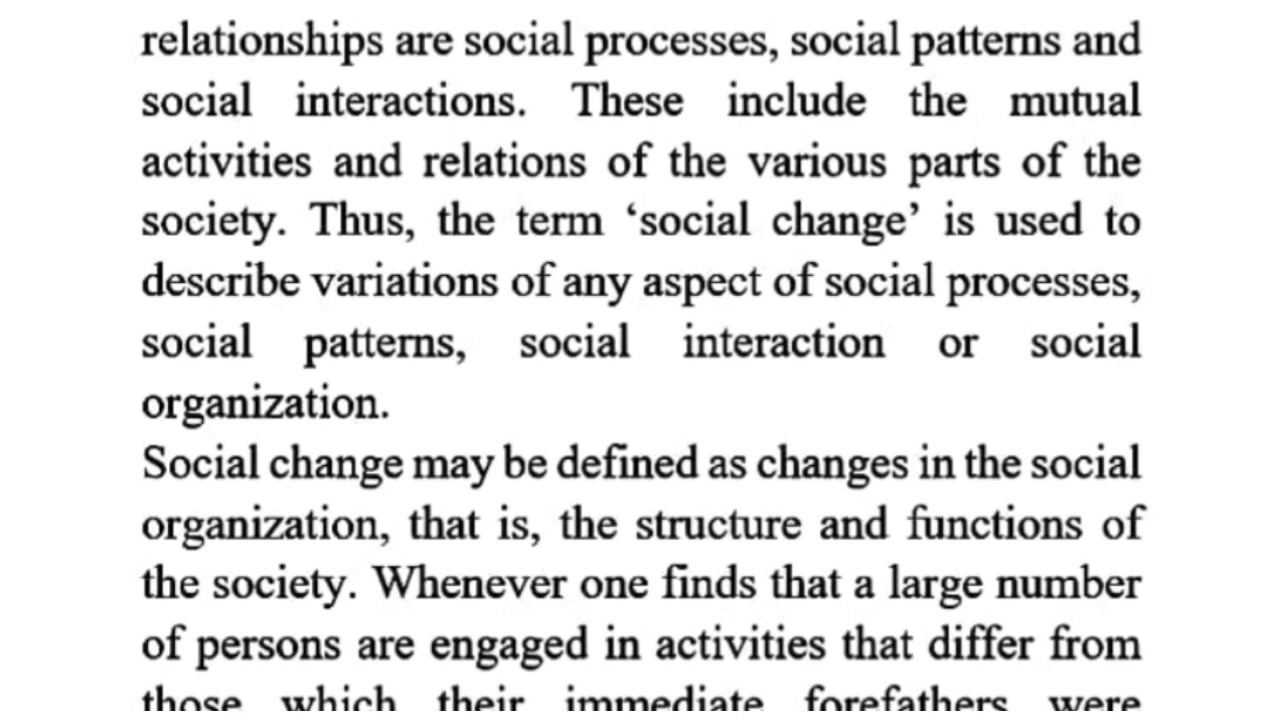 relationships are social processes, social patterns and
social interactions. These include the mutual
activities and relations of the various parts of the
society. Thus, the term ‘social change’ is used to
describe variations of any aspect of social processes,
social patterns, social interaction or social
organization.
Social change may be defined as changes in the social
organization, that is, the structure and functions of
the society. Whenever one finds that a large number
of persons are engaged in activities that differ from
those which their immediate forefathers were